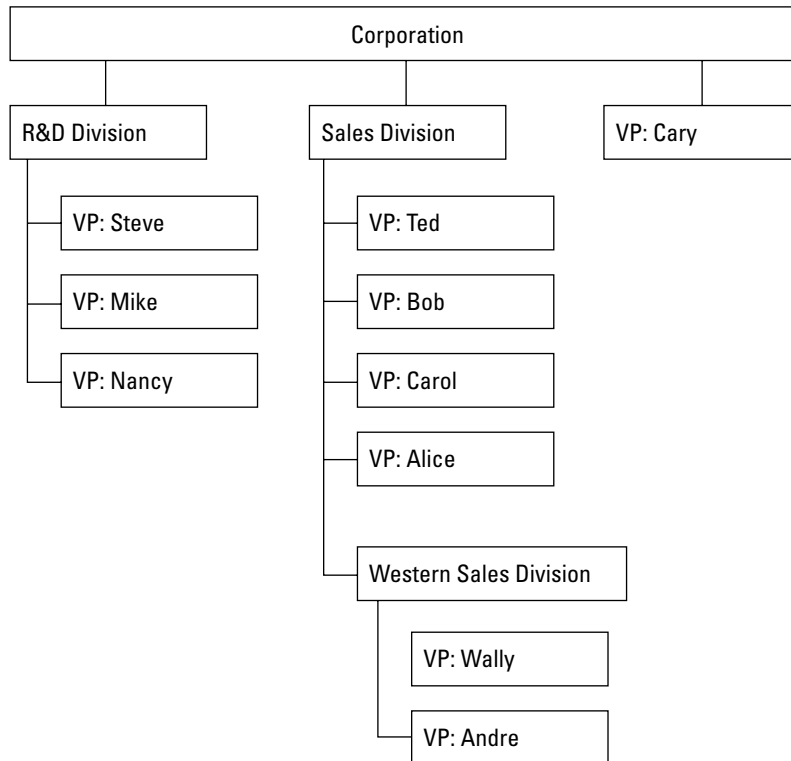 Corporation
R&D Division
Sales Division
VP: Cary
VP: Steve
VP: Mike
VP: Nancy
VP: Ted
VP: Bob
VP: Carol
VP: Alice
Western Sales Division
VP: Wally
VP: Andre